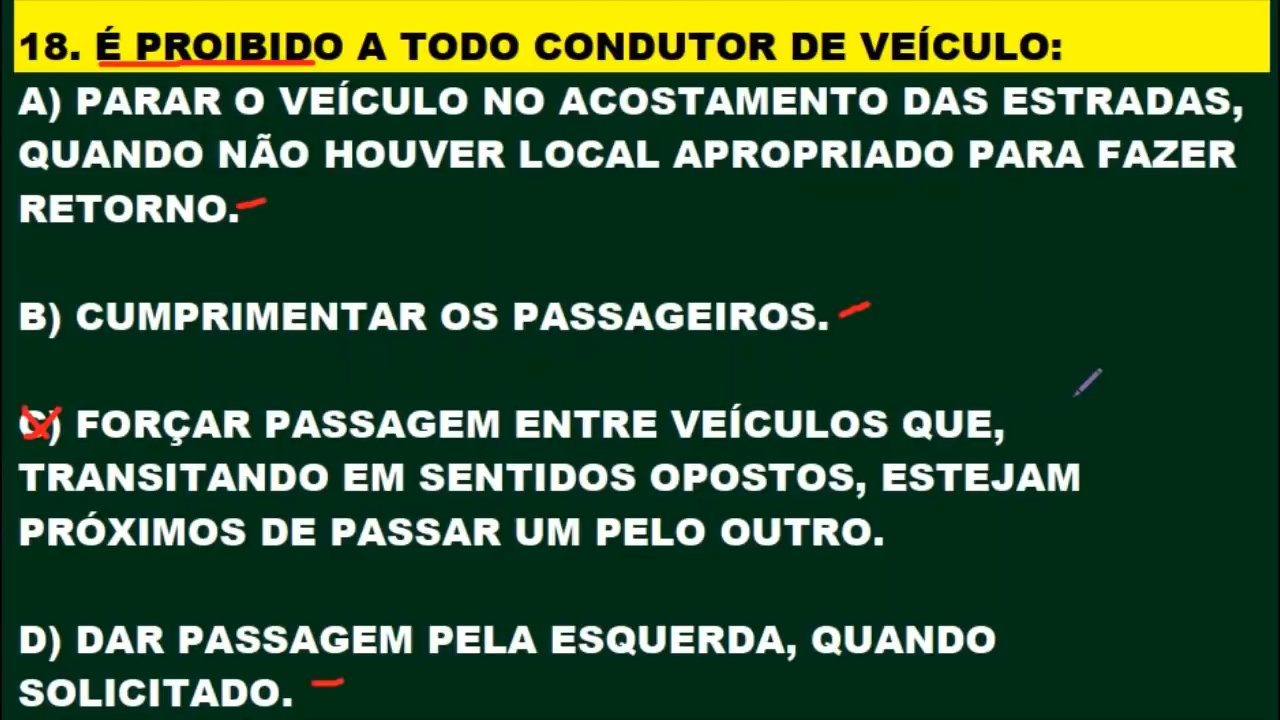 18. É PROIBIDO A TODO CONDUTOR DE VEÍCULO:
A) PARAR O VEÍCULO NO ACOSTAMENTO DAS ESTRADAS,
QUANDO NÃO HOUVER LOCAL APROPRIADO PARA FAZER
RETORNO.
B) CUMPRIMENTAR OS PASSAGEIROS.
C) FORÇAR PASSAGEM ENTRE VEÍCULOS QUE,
TRANSITANDO EM SENTIDOS OPOSTOS, ESTEJAM
PRÓXIMOS DE PASSAR UM PELO OUTRO.
D) DAR PASSAGEM PELA ESQUERDA, QUANDO
SOLICITADO.